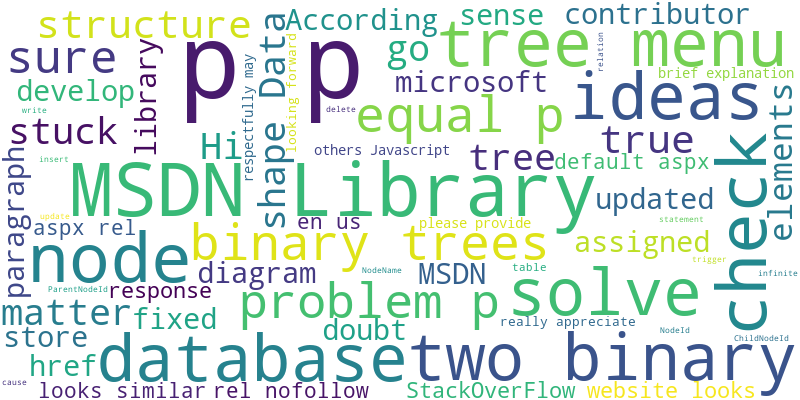 structure
According
sense
contributor
sure
p p
go
tree menu
develop
library
shape Data
looking forward
microsoft
relation
brief explanation
write
delete
equal p
ideas
elements
stuck
Hi
respectfully may
others Javascript
tree
true
default aspx
insert
paragraph
MSDN Library
check
updated
update
aspx rel
en us
please provide
statement
node
binary trees
assigned
diagram
NodeName
MSDN
table
trigger
infinite
ParentNodeId
response
problem p
solve
matter
fixed
doubt
really appreciate
NodeId
ChildNodeId
store
database
two binary
href
cause
looks similar
rel nofollow
StackOverFlow
website looks